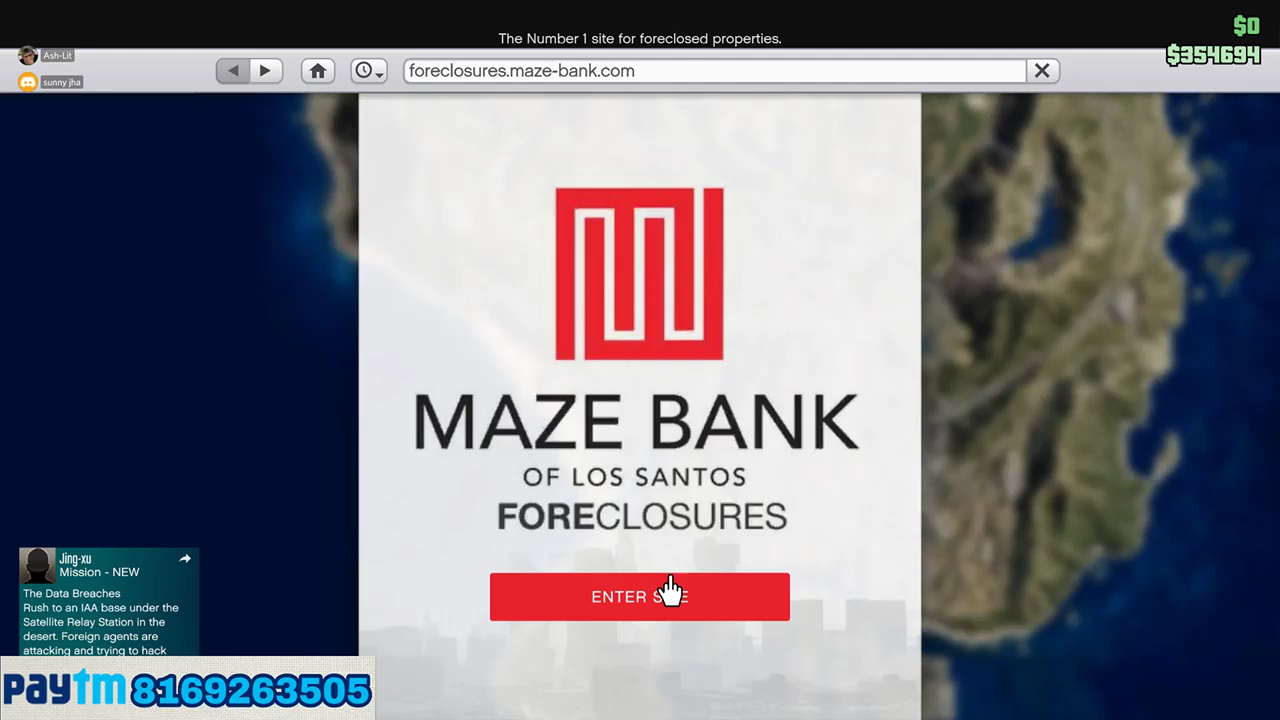 The Number 1 site for foreclosed properties.
$0
$354694
Ash-Lit
sunny jha
foreclosures.maze-bank.com
MAZE BANK
OF LOS SANTOS
FORECLOSURES
ENTER S E
Jing-xu
Mission - NEW
The Data Breaches
Rush to an IAA base under the
Satellite Relay Station in the
desert. Foreign agents are
attacking and trying to hack
paytm 8169263505